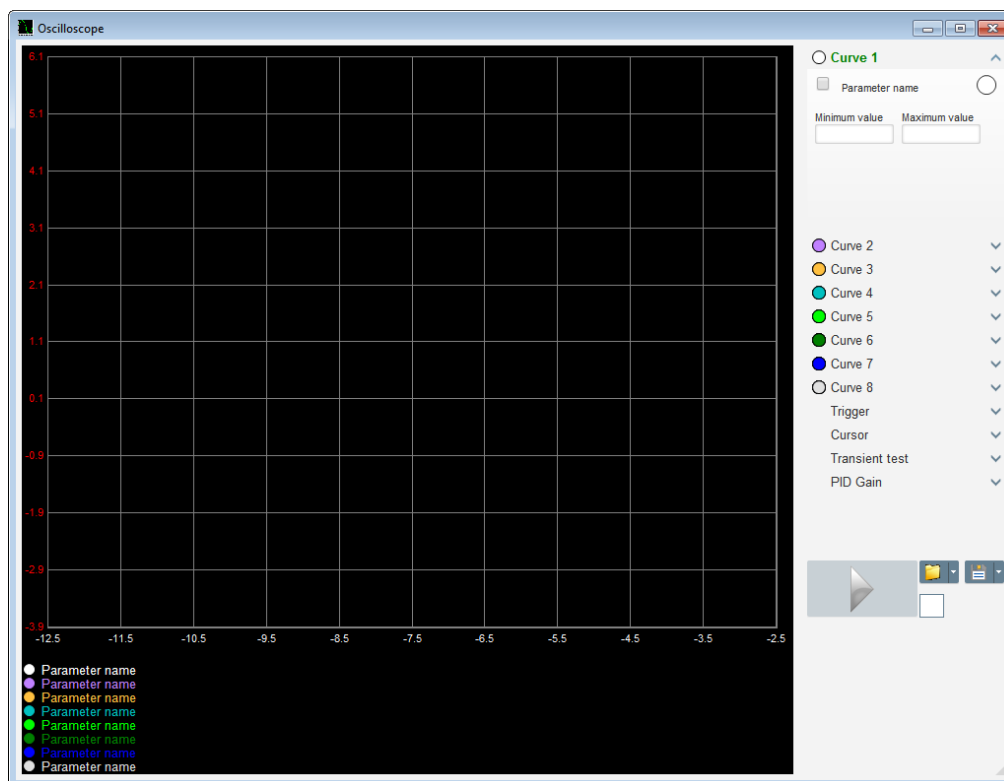 Oscilloscope
6.1
5.1
4.1
3.1
2.1
1.1
0.1
-0.9
-1.9
-2.9
-3.9
-12.5 -11.5 -10.5 -9.5 -8.5 -7.5 -6.5 -5.5 -4.5 -3.5 -2.5
Parameter name
Parameter name
Parameter name
Parameter name
Parameter name
Parameter name
Parameter name
Parameter name
Curve 1
Parameter name
Minimum value Maximum value
Curve 2
Curve 3
Curve 4
Curve 5
Curve 6
Curve 7
Curve 8
Trigger
Cursor
Transient test
PID Gain